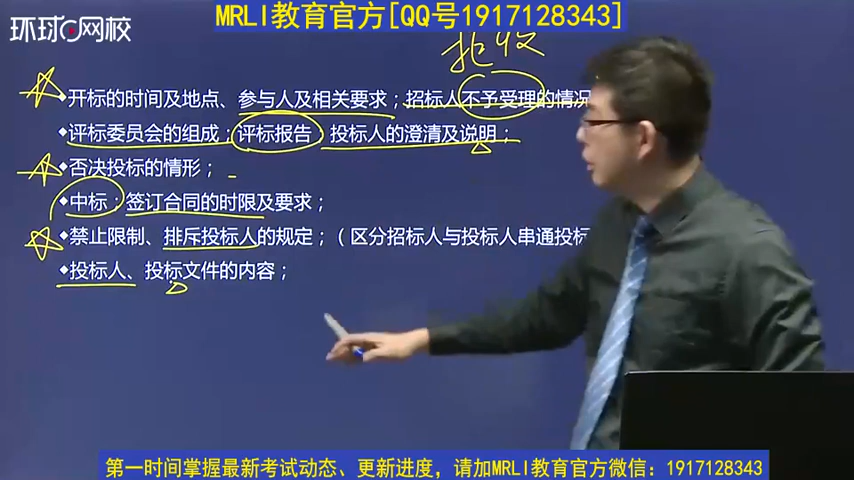 MRLI教育官方[QQ号1917128343]
环球网校
拒收
◆开标的时间及地点、参与人及相关要求；招标人不予受理的情况
◆评标委员会的组成；评标报告；投标人的澄清及说明；
◆否决投标的情形；
◆中标；签订合同的时限及要求；
◆禁止限制、排斥投标人的规定；（区分招标人与投标人串通投标
◆投标人、投标文件的内容；
第一时间掌握最新考试动态、更新进度，请加MRLI教育官方微信：1917128343